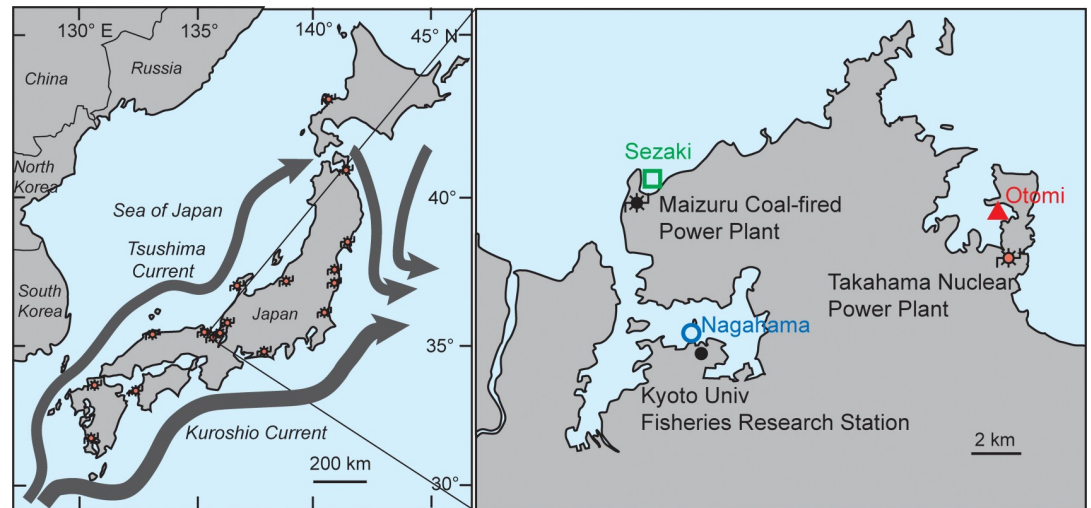 130° E
135°
140°
45° N
China
Russia
North
Korea
40°
Sea of Japan
Tsushima
Current
South
Korea
Japan
35°
Kuroshio Current
200 km
30°
Sezaki
Maizuru Coal-fired
Power Plant
Otomi
Takahama Nuclear
Power Plant
Nagahama
Kyoto Univ
Fisheries Research Station
2 km